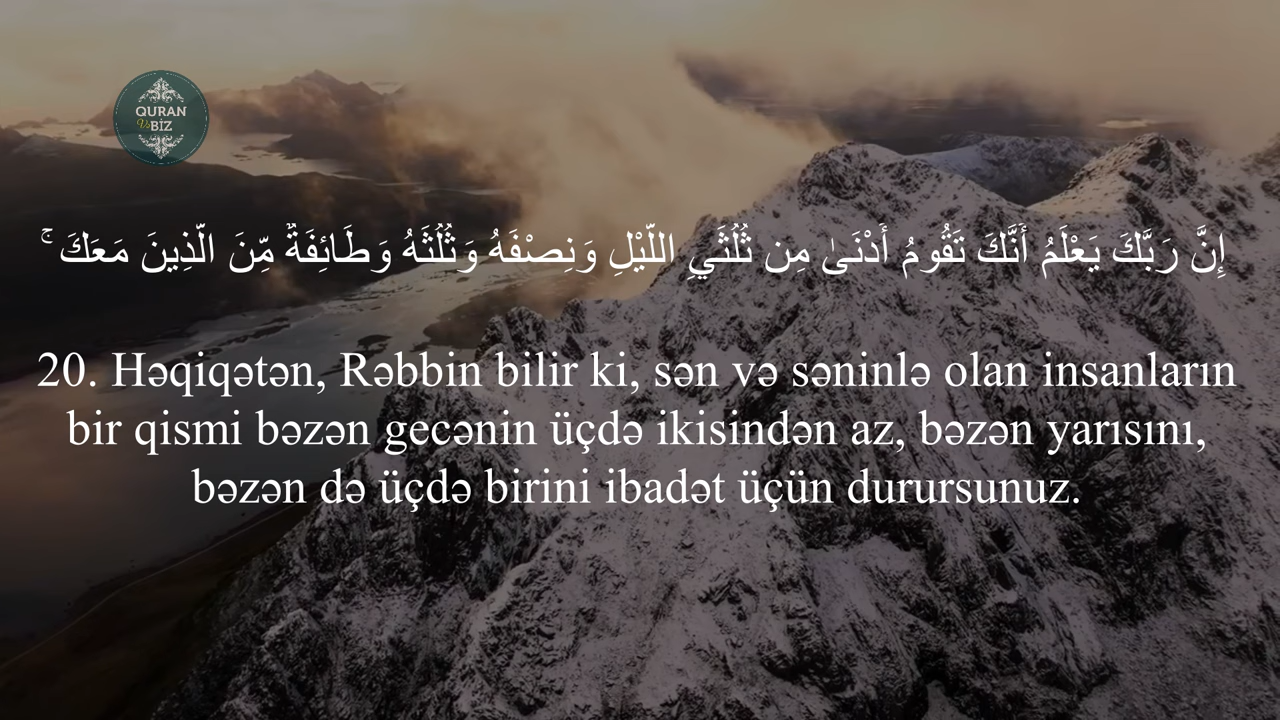 QURAN
Və BİZ
إِنَّ رَبَّكَ يَعْلَمُ أَنَّكَ تَقُومُ أَدْنَىٰ مِن ثُلُثَيِ اللَّيْلِ وَنِصْفَهُ وَثُلُثَهُ وَطَائِفَةٌ مِّنَ الَّذِينَ مَعَكَ ۚ
20. Həqiqətən, Rəbbin bilir ki, sən və səninlə olan insanların
bir qismi bəzən gecənin üçdə ikisindən az, bəzən yarısını,
bəzən də üçdə birini ibadət üçün durursunuz.